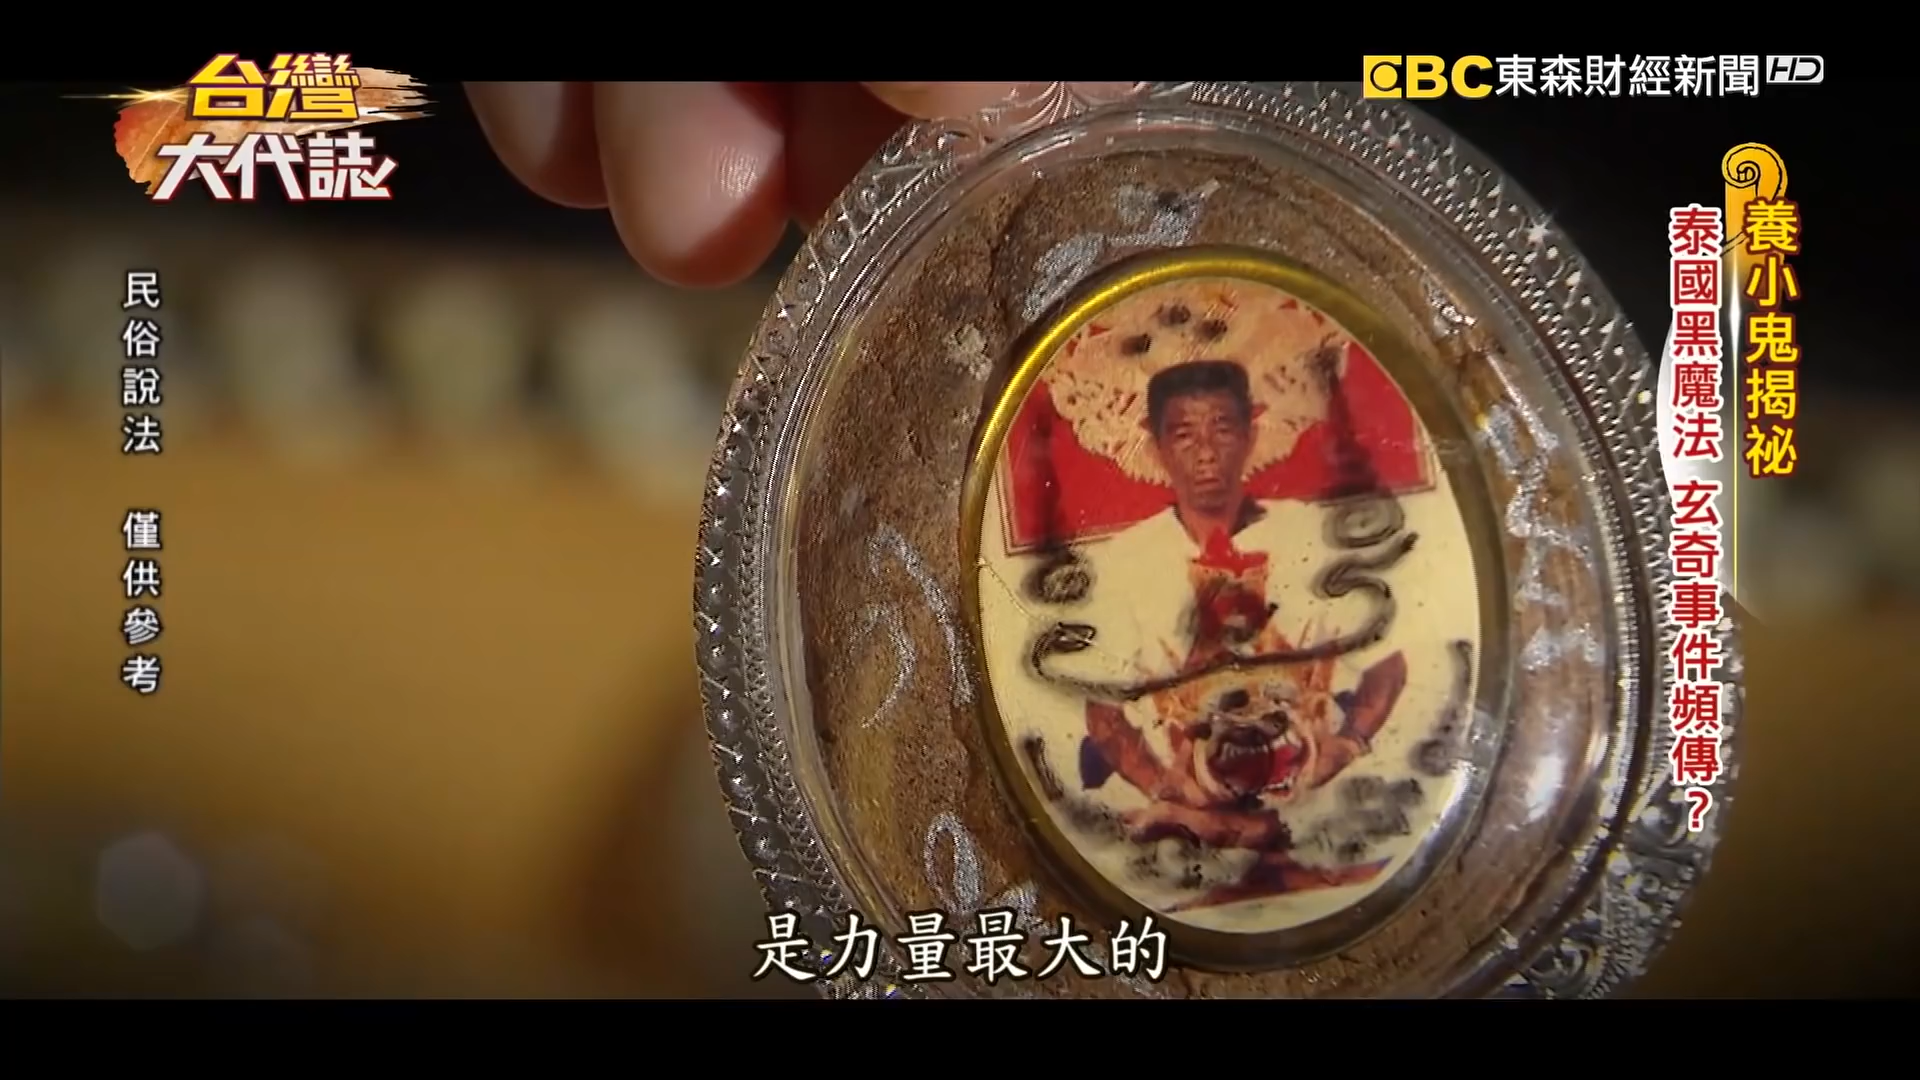 台灣
大代誌
EBC東森財經新聞HD
養小鬼揭祕
泰國黑魔法 玄奇事件頻傳?
民俗說法 僅供參考
是力量最大的